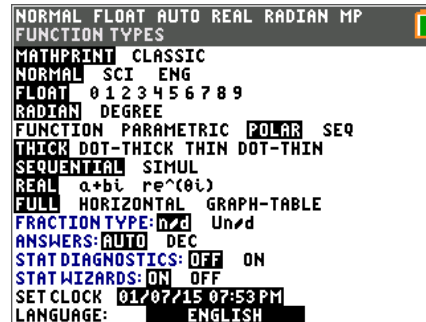 NORMAL FLOAT AUTO REAL RADIAN MP
FUNCTION TYPES
MATHPRINT CLASSIC
NORMAL SCI ENG
FLOAT 0 1 2 3 4 5 6 7 8 9
RADIAN DEGREE
FUNCTION PARAMETRIC POLAR SEQ
THICK DOT-THICK THIN DOT-THIN
SEQUENTIAL SIMUL
REAL a+bi re^(θi)
FULL HORIZONTAL GRAPH-TABLE
FRACTION TYPE: n/d Un/d
ANSWERS: AUTO DEC
STAT DIAGNOSTICS: OFF ON
STAT WIZARDS: ON OFF
SET CLOCK 01/07/15 07:53 PM
LANGUAGE: ENGLISH